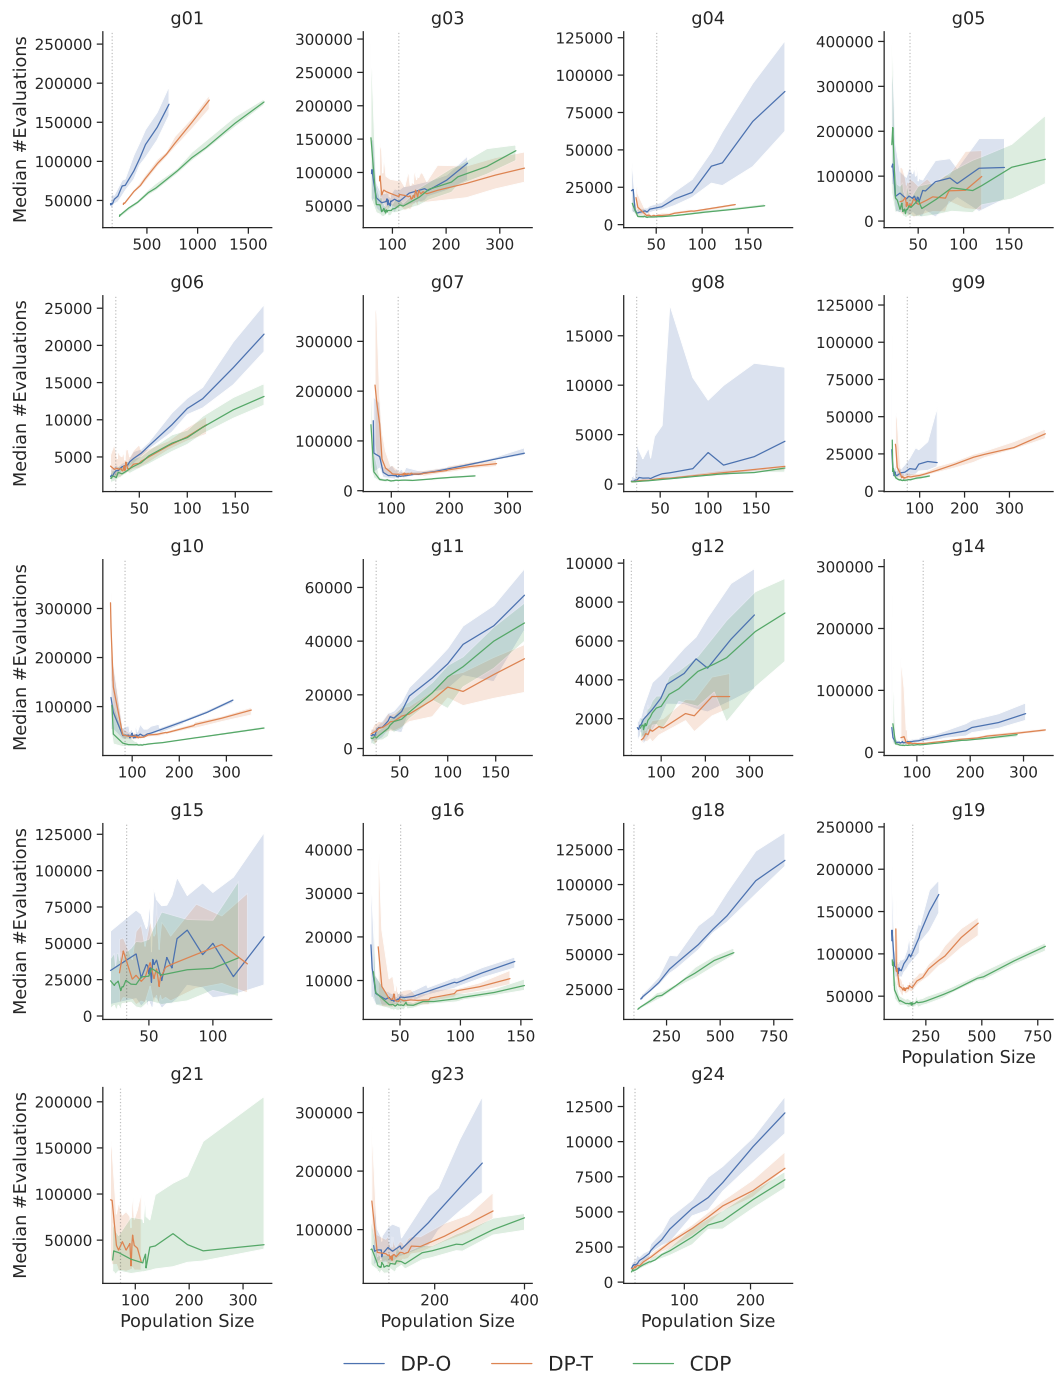 g01 g03 g04 g05
Median #Evaluations
250000 200000 150000 100000 50000
500 1000 1500
300000 250000 200000 150000 100000 50000
100 200 300
125000 100000 75000 50000 25000 0
50 100 150
400000 300000 200000 100000 0
50 100 145
g06 g07 g08 g09
Median #Evaluations
25000 20000 15000 10000 5000
50 100 150
300000 200000 100000 0
100 200 300
15000 10000 5000 0
50 100 150
125000 100000 75000 50000 25000 0
100 200 300
g10 g11 g12 g14
Median #Evaluations
300000 200000 100000
100 200 300
60000 40000 20000 0
50 100 150
10000 8000 6000 4000 2000
100 200 300
300000 200000 100000 0
100 200 300
g15 g16 g18 g19
Median #Evaluations
125000 100000 75000 50000 25000 0
50 100
40000 30000 20000 10000
50 100 150
125000 100000 75000 50000 25000
250 500 750
250000 200000 150000 100000 50000
250 500 750
Population Size
g21 g23 g24
Median #Evaluations
200000 150000 100000 50000
100 200 300
Population Size
300000 200000 100000
200 400
Population Size
12500 10000 7500 5000 2500 0
100 200
Population Size
DP-O DP-T CDP